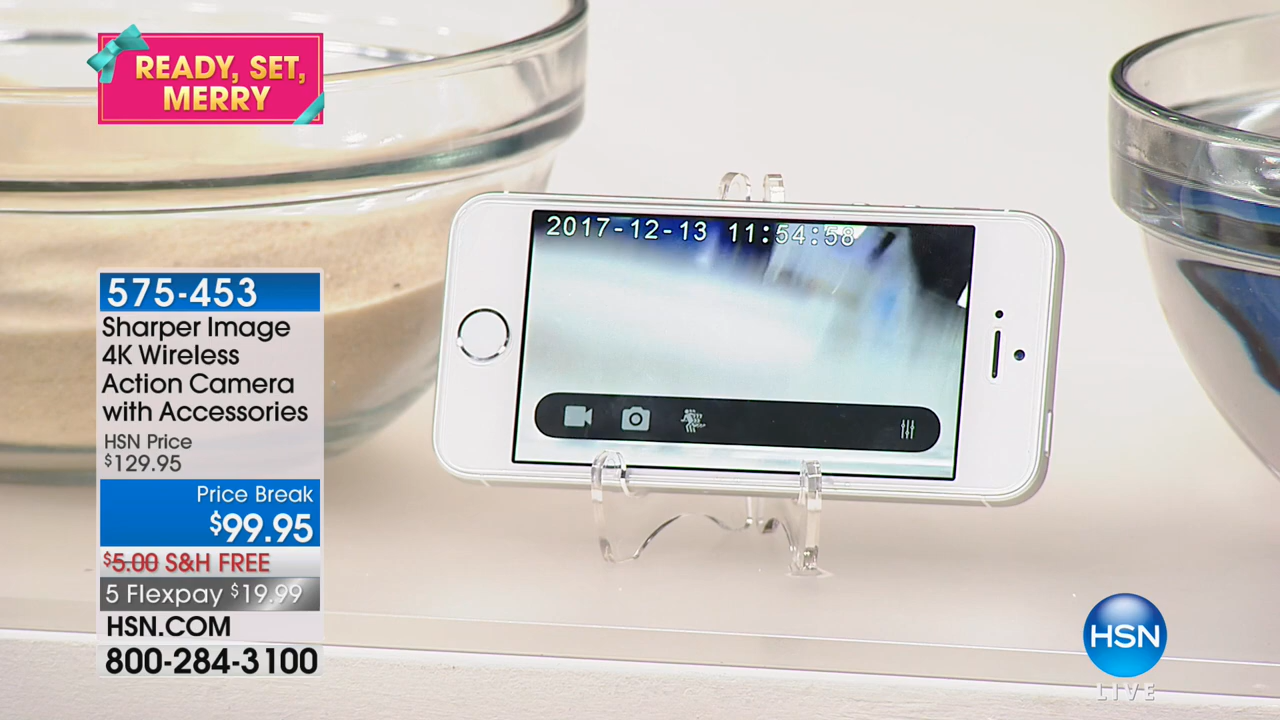 READY, SET,
MERRY
2017-12-13 11:54:58
575-453
Sharper Image
4K Wireless
Action Camera
with Accessories
HSN Price
$129.95
Price Break
$99.95
$5.00 S&H FREE
5 Flexpay $19.99
HSN.COM
800-284-3100
HSN
LIVE